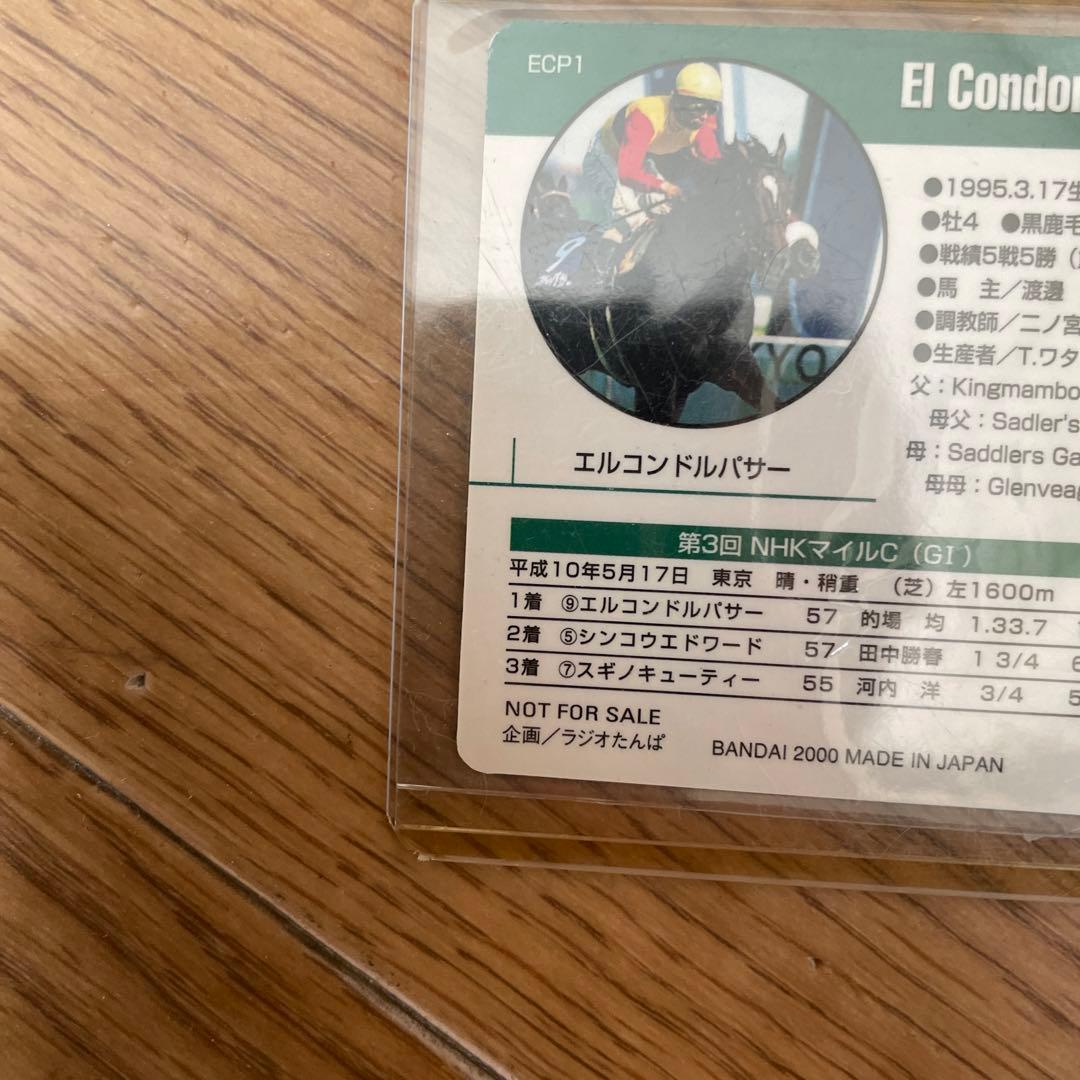 ECP1
El Condor
●1995.3.17生
●牡4 ●黒鹿毛
●戦績5戦5勝
●馬 主／渡邊
●調教師／二ノ宮
●生産者／T.ワタ
父：Kingmambo
母父：Sadler's
母：Saddlers Ga
母母：Glenveag
エルコンドルパサー
第3回 NHKマイルC（GI）
平成10年5月17日 東京 晴・稍重 （芝）左1600m
1着 ⑨エルコンドルパサー 57 的場 均 1.33.7
2着 ⑤シンコウエドワード 57 田中勝春 1 3/4 6
3着 ⑦スギノキューティー 55 河内 洋 3/4 5
NOT FOR SALE
企画／ラジオたんぱ
BANDAI 2000 MADE IN JAPAN
9
YO